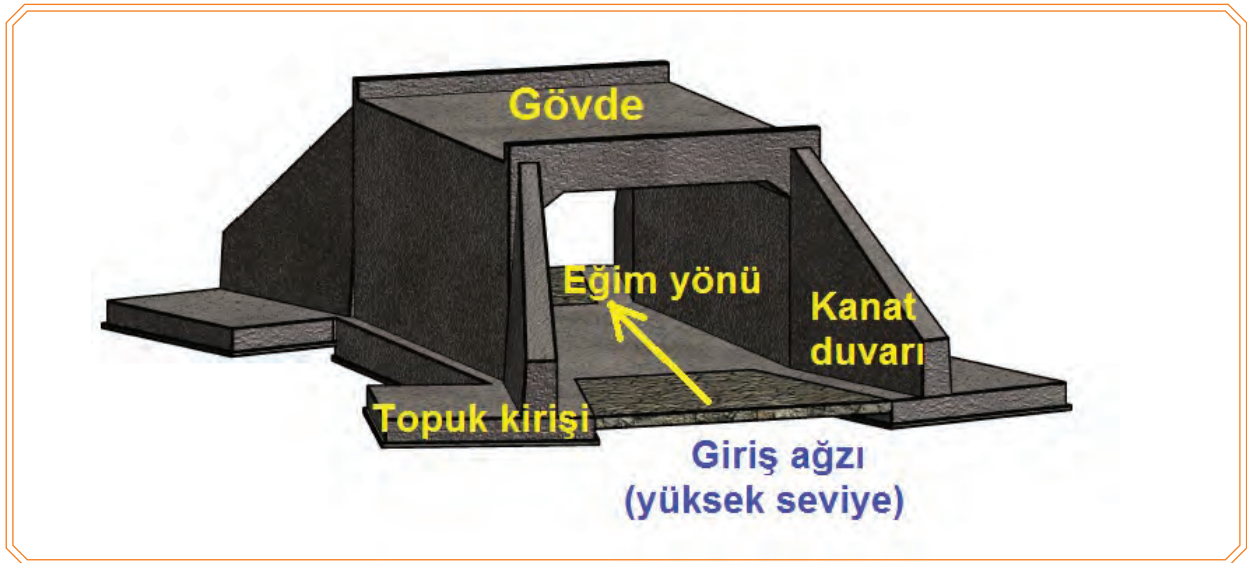 Gövde
Eğim yönü
Kanat
duvarı
Topuk kirişi
Giriş ağzı
(yüksek seviye)